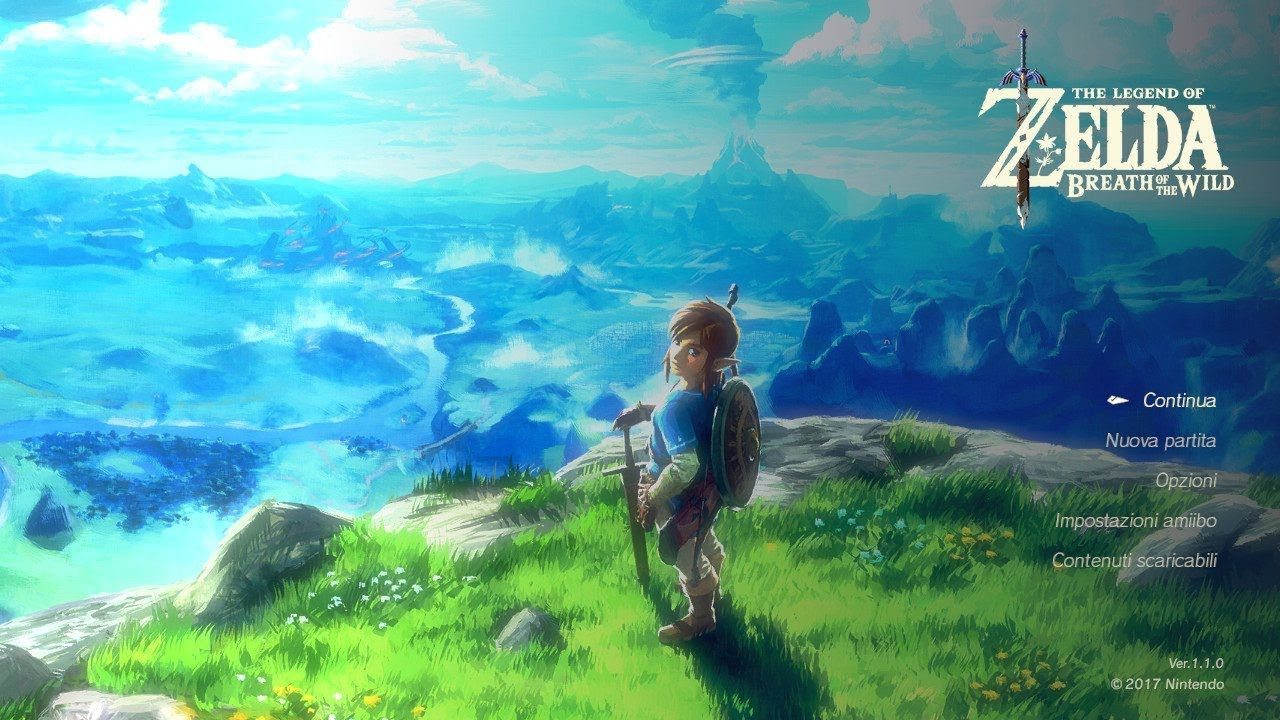 THE LEGEND OF
ZELDA™
BREATH OF THE WILD
Continua
Nuova partita
Opzioni
Impostazioni amiibo
Contenuti scaricabili
Ver.1.1.0
© 2017 Nintendo